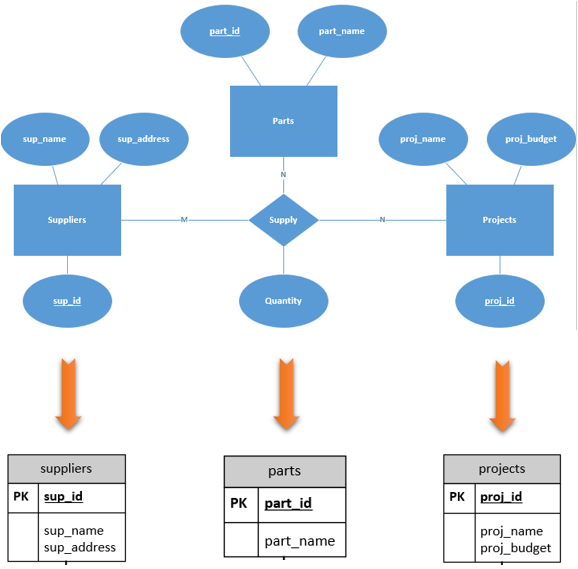 part_id
part_name
Parts
sup_name
sup_address
proj_name
proj_budget
N
Suppliers
M
Supply
N
Projects
sup_id
Quantity
proj_id
suppliers
PK
sup_id
sup_name
sup_address
parts
PK
part_id
part_name
projects
PK
proj_id
proj_name
proj_budget